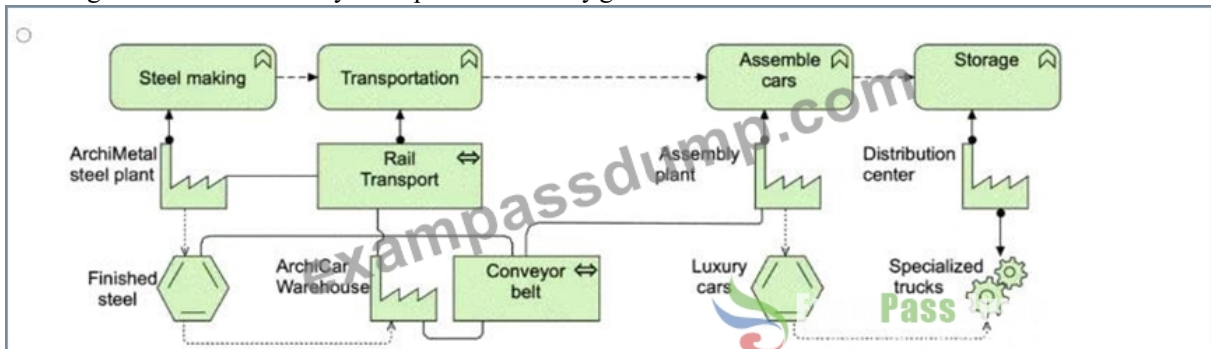 Steel making
Transportation
Assemble
cars
Storage
ArchiMetal
steel plant
Rail
Transport
Assembly
plant
Distribution
center
Finished
steel
ArchiCar
Warehouse
Conveyor
belt
Luxury
cars
Specialized
trucks
exampassdump.com
Pass